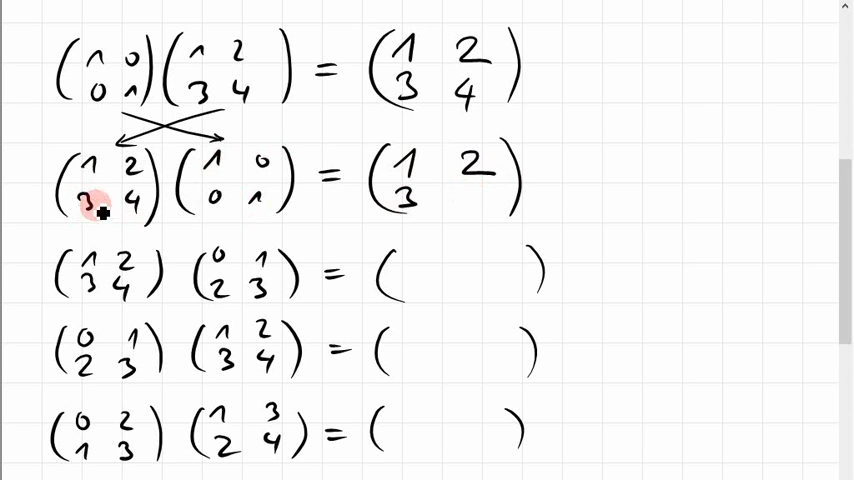 (1 0) (1 2) = (1 2)
(0 1) (3 4) (3 4)
(1 2) (1 0) = (1 2)
(3 4) (0 1) (3
(1 2) (0 1) = ( )
(3 4) (2 3)
(0 1) (1 2) = ( )
(2 3) (3 4)
(0 2) (1 3) = ( )
(1 3) (2 4)